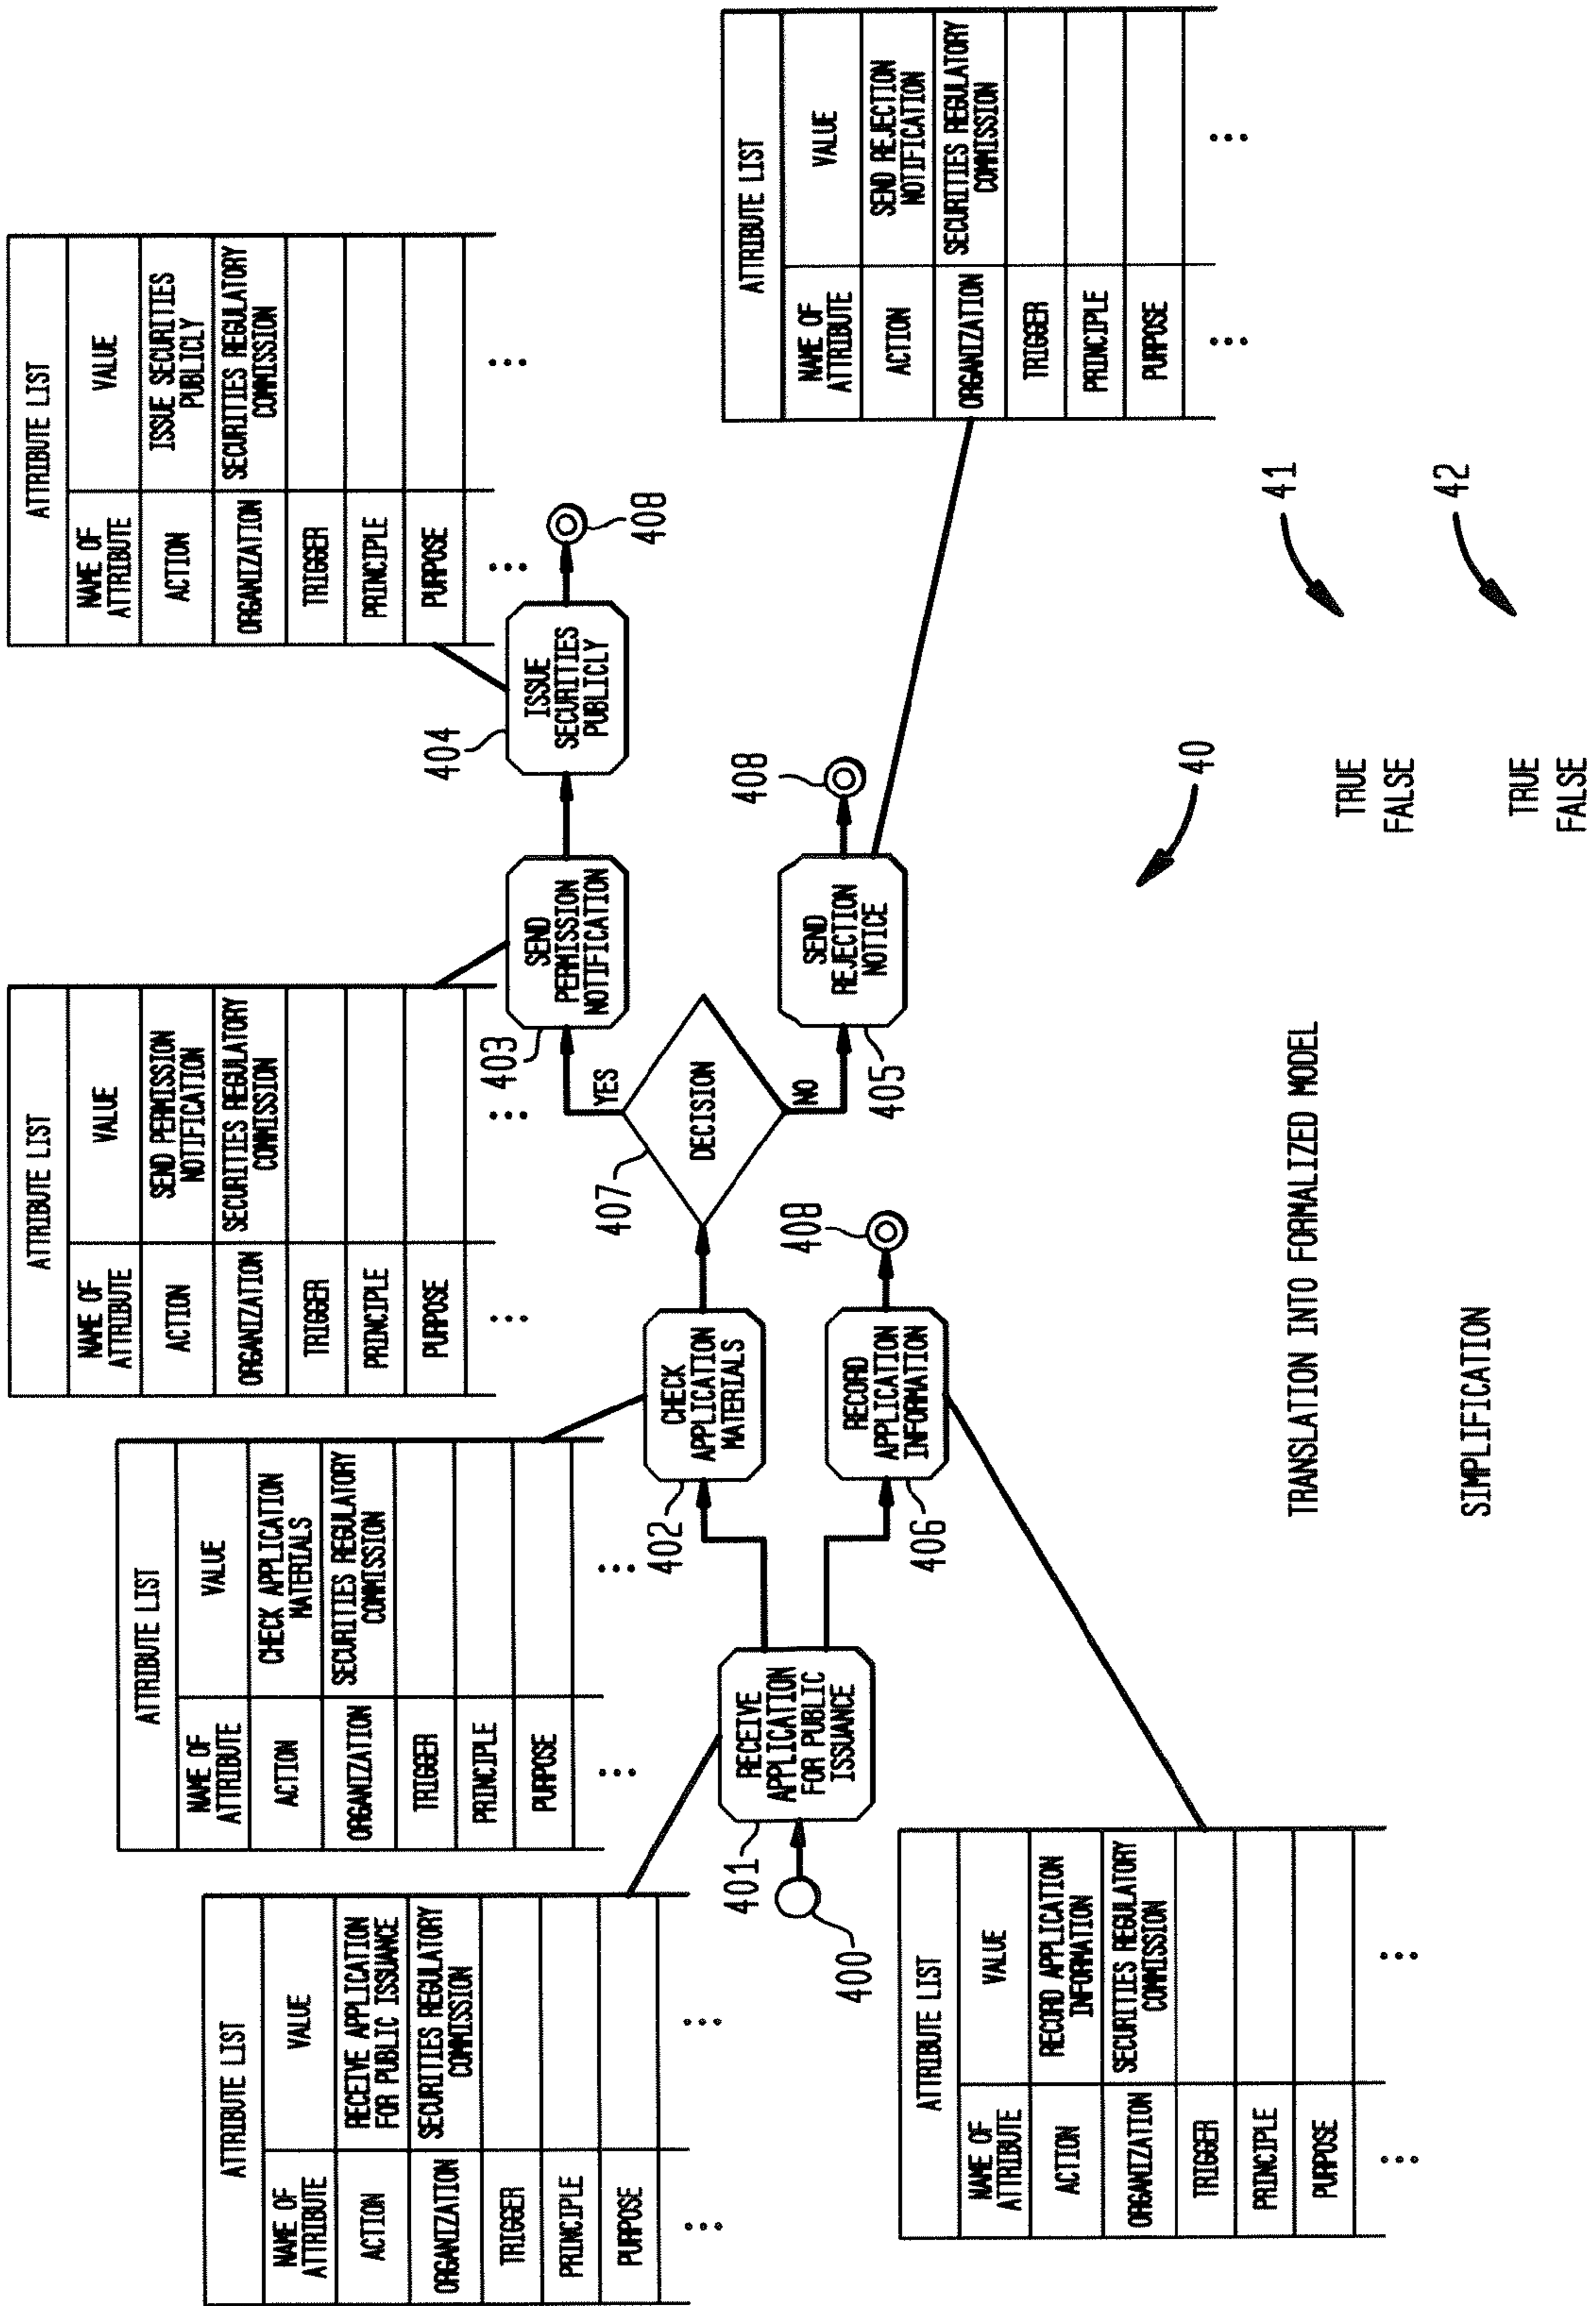 ATTRIBUTE LIST
NAME OF
ATTRIBUTE
VALUE
ACTION
RECEIVE APPLICATION
FOR PUBLIC ISSUANCE
ORGANIZATION
SECURITIES REGULATORY
COMMISSION
TRIGGER
PRINCIPLE
PURPOSE
...
...
ATTRIBUTE LIST
NAME OF
ATTRIBUTE
VALUE
ACTION
CHECK APPLICATION
MATERIALS
ORGANIZATION
SECURITIES REGULATORY
COMMISSION
TRIGGER
PRINCIPLE
PURPOSE
...
...
ATTRIBUTE LIST
NAME OF
ATTRIBUTE
VALUE
ACTION
SEND PERMISSION
NOTIFICATION
ORGANIZATION
SECURITIES REGULATORY
COMMISSION
TRIGGER
PRINCIPLE
PURPOSE
...
...
ATTRIBUTE LIST
NAME OF
ATTRIBUTE
VALUE
ACTION
ISSUE SECURITIES
PUBLICLY
ORGANIZATION
SECURITIES REGULATORY
COMMISSION
TRIGGER
PRINCIPLE
PURPOSE
...
...
400
401
RECEIVE
APPLICATION
FOR PUBLIC
ISSUANCE
402
CHECK
APPLICATION
MATERIALS
406
RECORD
APPLICATION
INFORMATION
408
407
DECISION
YES
NO
403
SEND
PERMISSION
NOTIFICATION
404
ISSUE
SECURITIES
PUBLICLY
408
405
SEND
REJECTION
NOTICE
408
ATTRIBUTE LIST
NAME OF
ATTRIBUTE
VALUE
ACTION
RECORD APPLICATION
INFORMATION
ORGANIZATION
SECURITIES REGULATORY
COMMISSION
TRIGGER
PRINCIPLE
PURPOSE
...
...
ATTRIBUTE LIST
NAME OF
ATTRIBUTE
VALUE
ACTION
SEND REJECTION
NOTIFICATION
ORGANIZATION
SECURITIES REGULATORY
COMMISSION
TRIGGER
PRINCIPLE
PURPOSE
...
...
40
TRANSLATION INTO FORMALIZED MODEL
TRUE
FALSE
41
SIMPLIFICATION
TRUE
FALSE
42